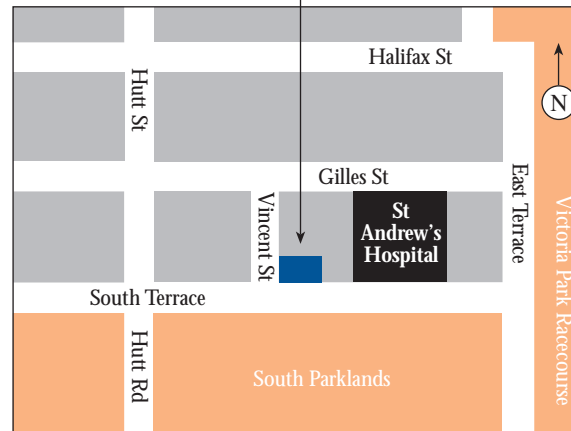 Halifax St
Hutt St
N
Gilles St
East Terrace
Victoria Park Racecourse
Vincent St
St
Andrew's
Hospital
South Terrace
Hutt Rd
South Parklands